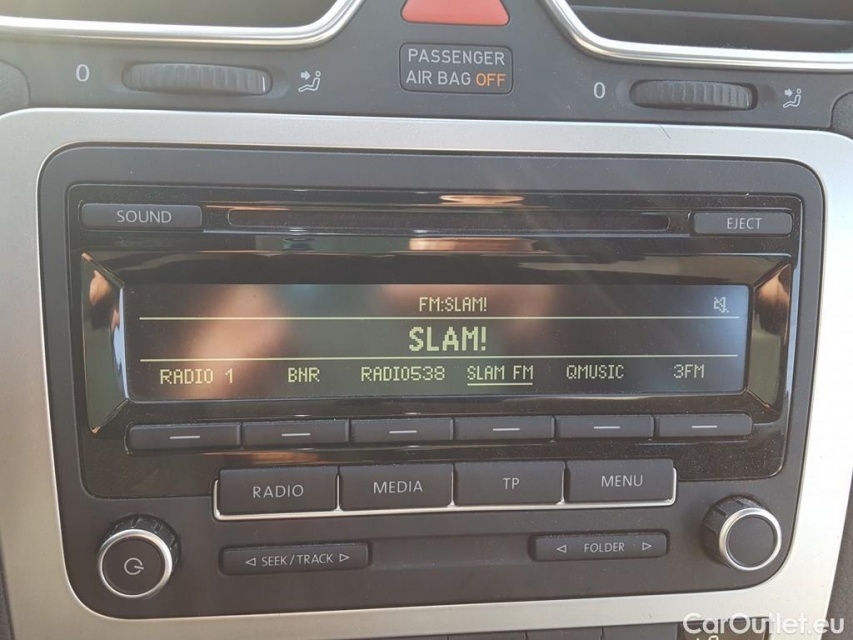 PASSENGER
AIR BAG OFF
0
0
SOUND
EJECT
FM:SLAM!
SLAM!
RADIO 1 BNR RADIO538 SLAM FM QMUSIC 3FM
RADIO MEDIA TP MENU
SEEK/TRACK
FOLDER
CarOutlet.eu